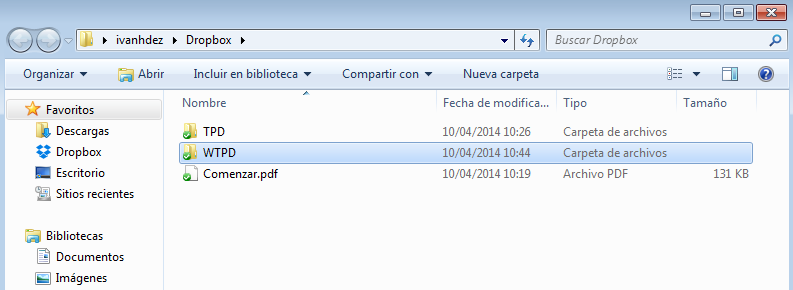 ivanhdez Dropbox Buscar Dropbox
Organizar Abrir Incluir en biblioteca Compartir con Nueva carpeta
Favoritos
Descargas
Dropbox
Escritorio
Sitios recientes
Bibliotecas
Documentos
Imágenes
Nombre Fecha de modifica... Tipo Tamaño
TPD 10/04/2014 10:26 Carpeta de archivos
WTPD 10/04/2014 10:44 Carpeta de archivos
Comenzar.pdf 10/04/2014 10:19 Archivo PDF 131 KB